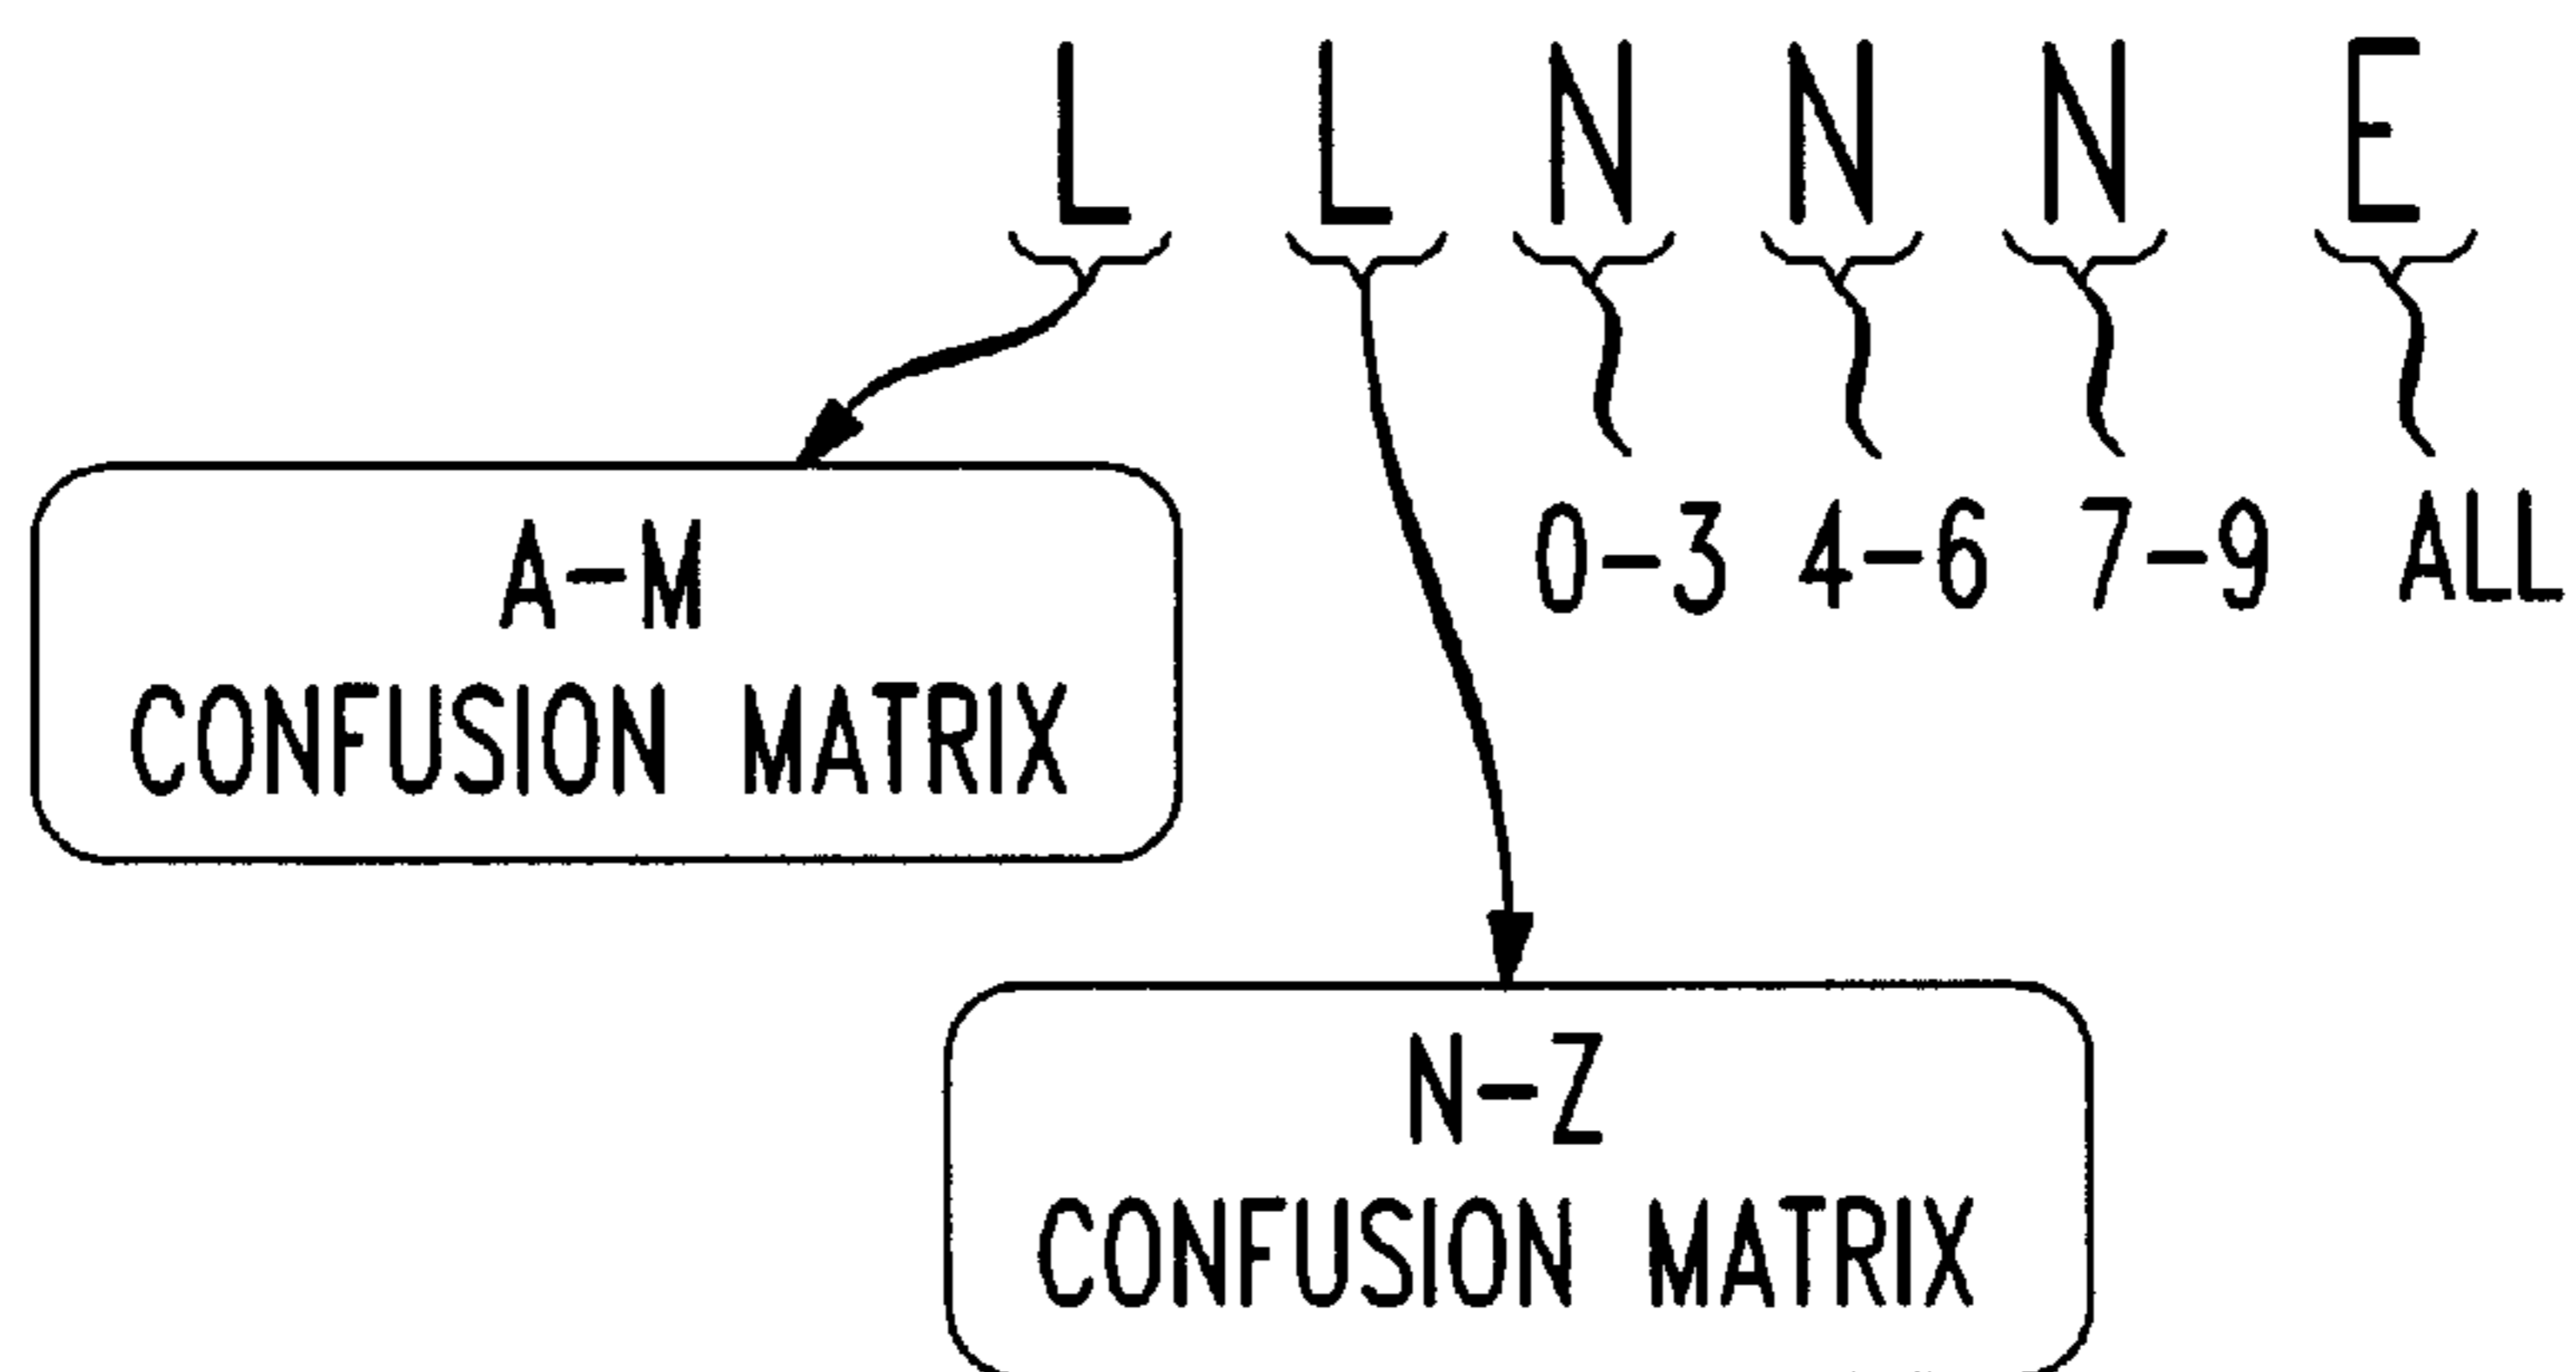 L L N N N E
0-3 4-6 7-9 ALL
A-M
CONFUSION MATRIX
N-Z
CONFUSION MATRIX